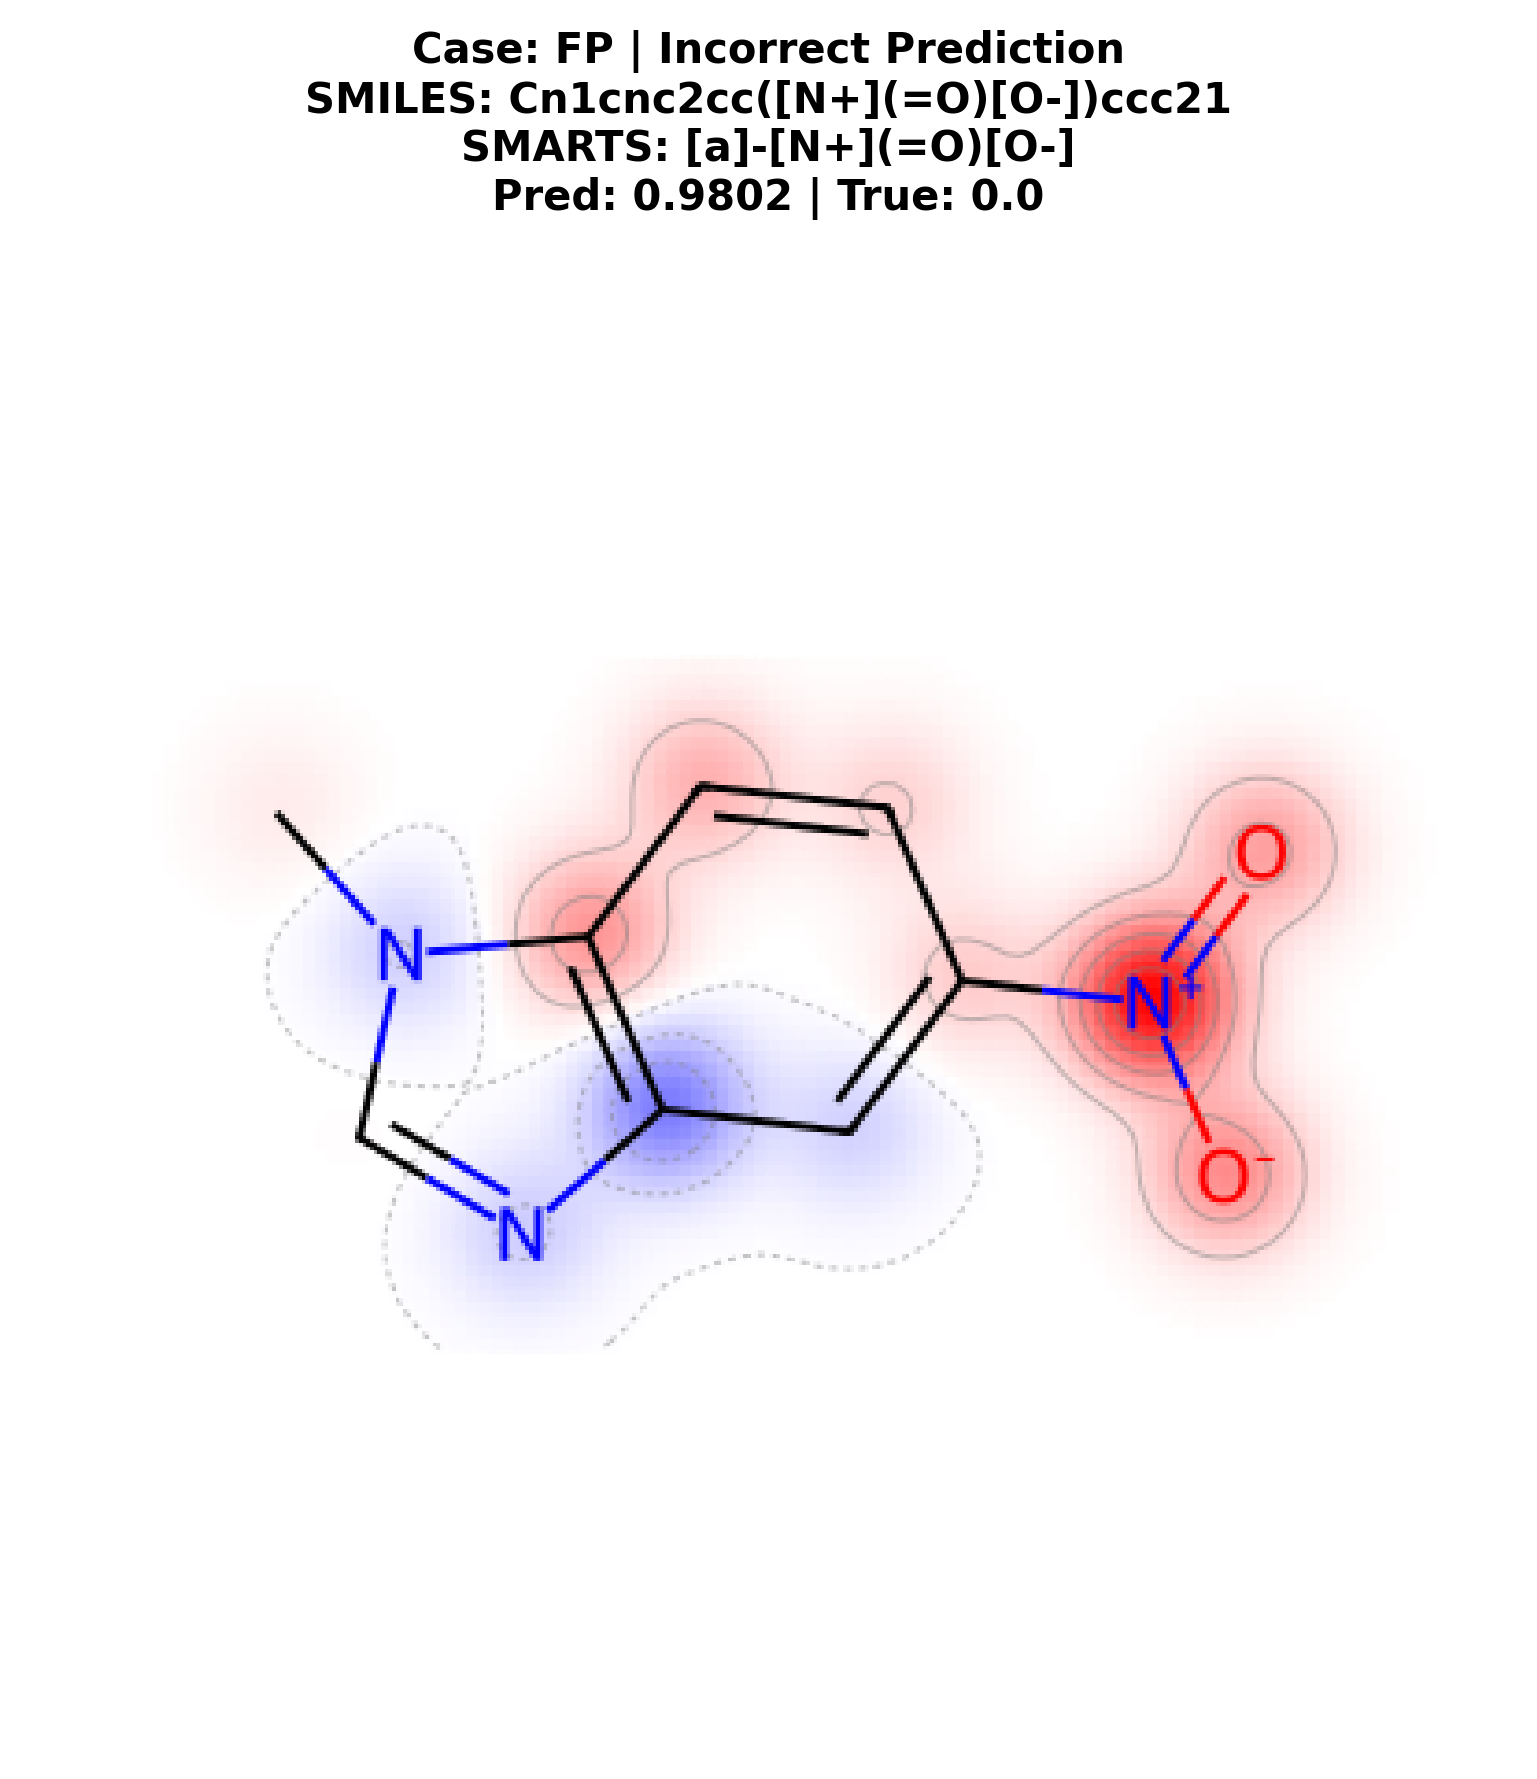 Case: FP | Incorrect Prediction
SMILES: Cn1cnc2cc([N+](=O)[O-])ccc21
SMARTS: [a]-[N+](=O)[O-]
Pred: 0.9802 | True: 0.0
O
N
N+
O-
N